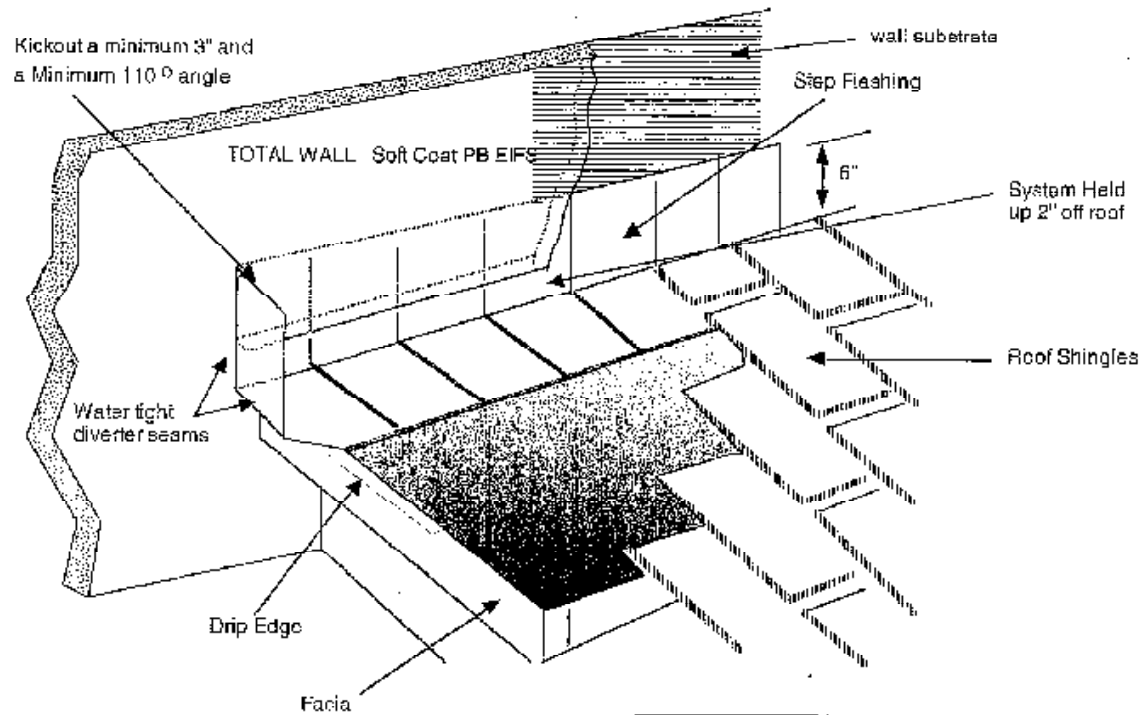 Kickout a minimum 3" and
a Minimum 110 º angle
wall substrate
Step Flashing
TOTAL WALL Soft Coat PB EIFS
6"
System Held
up 2" off roof
Roof Shingles
Water tight
diverter seams
Drip Edge
Facia